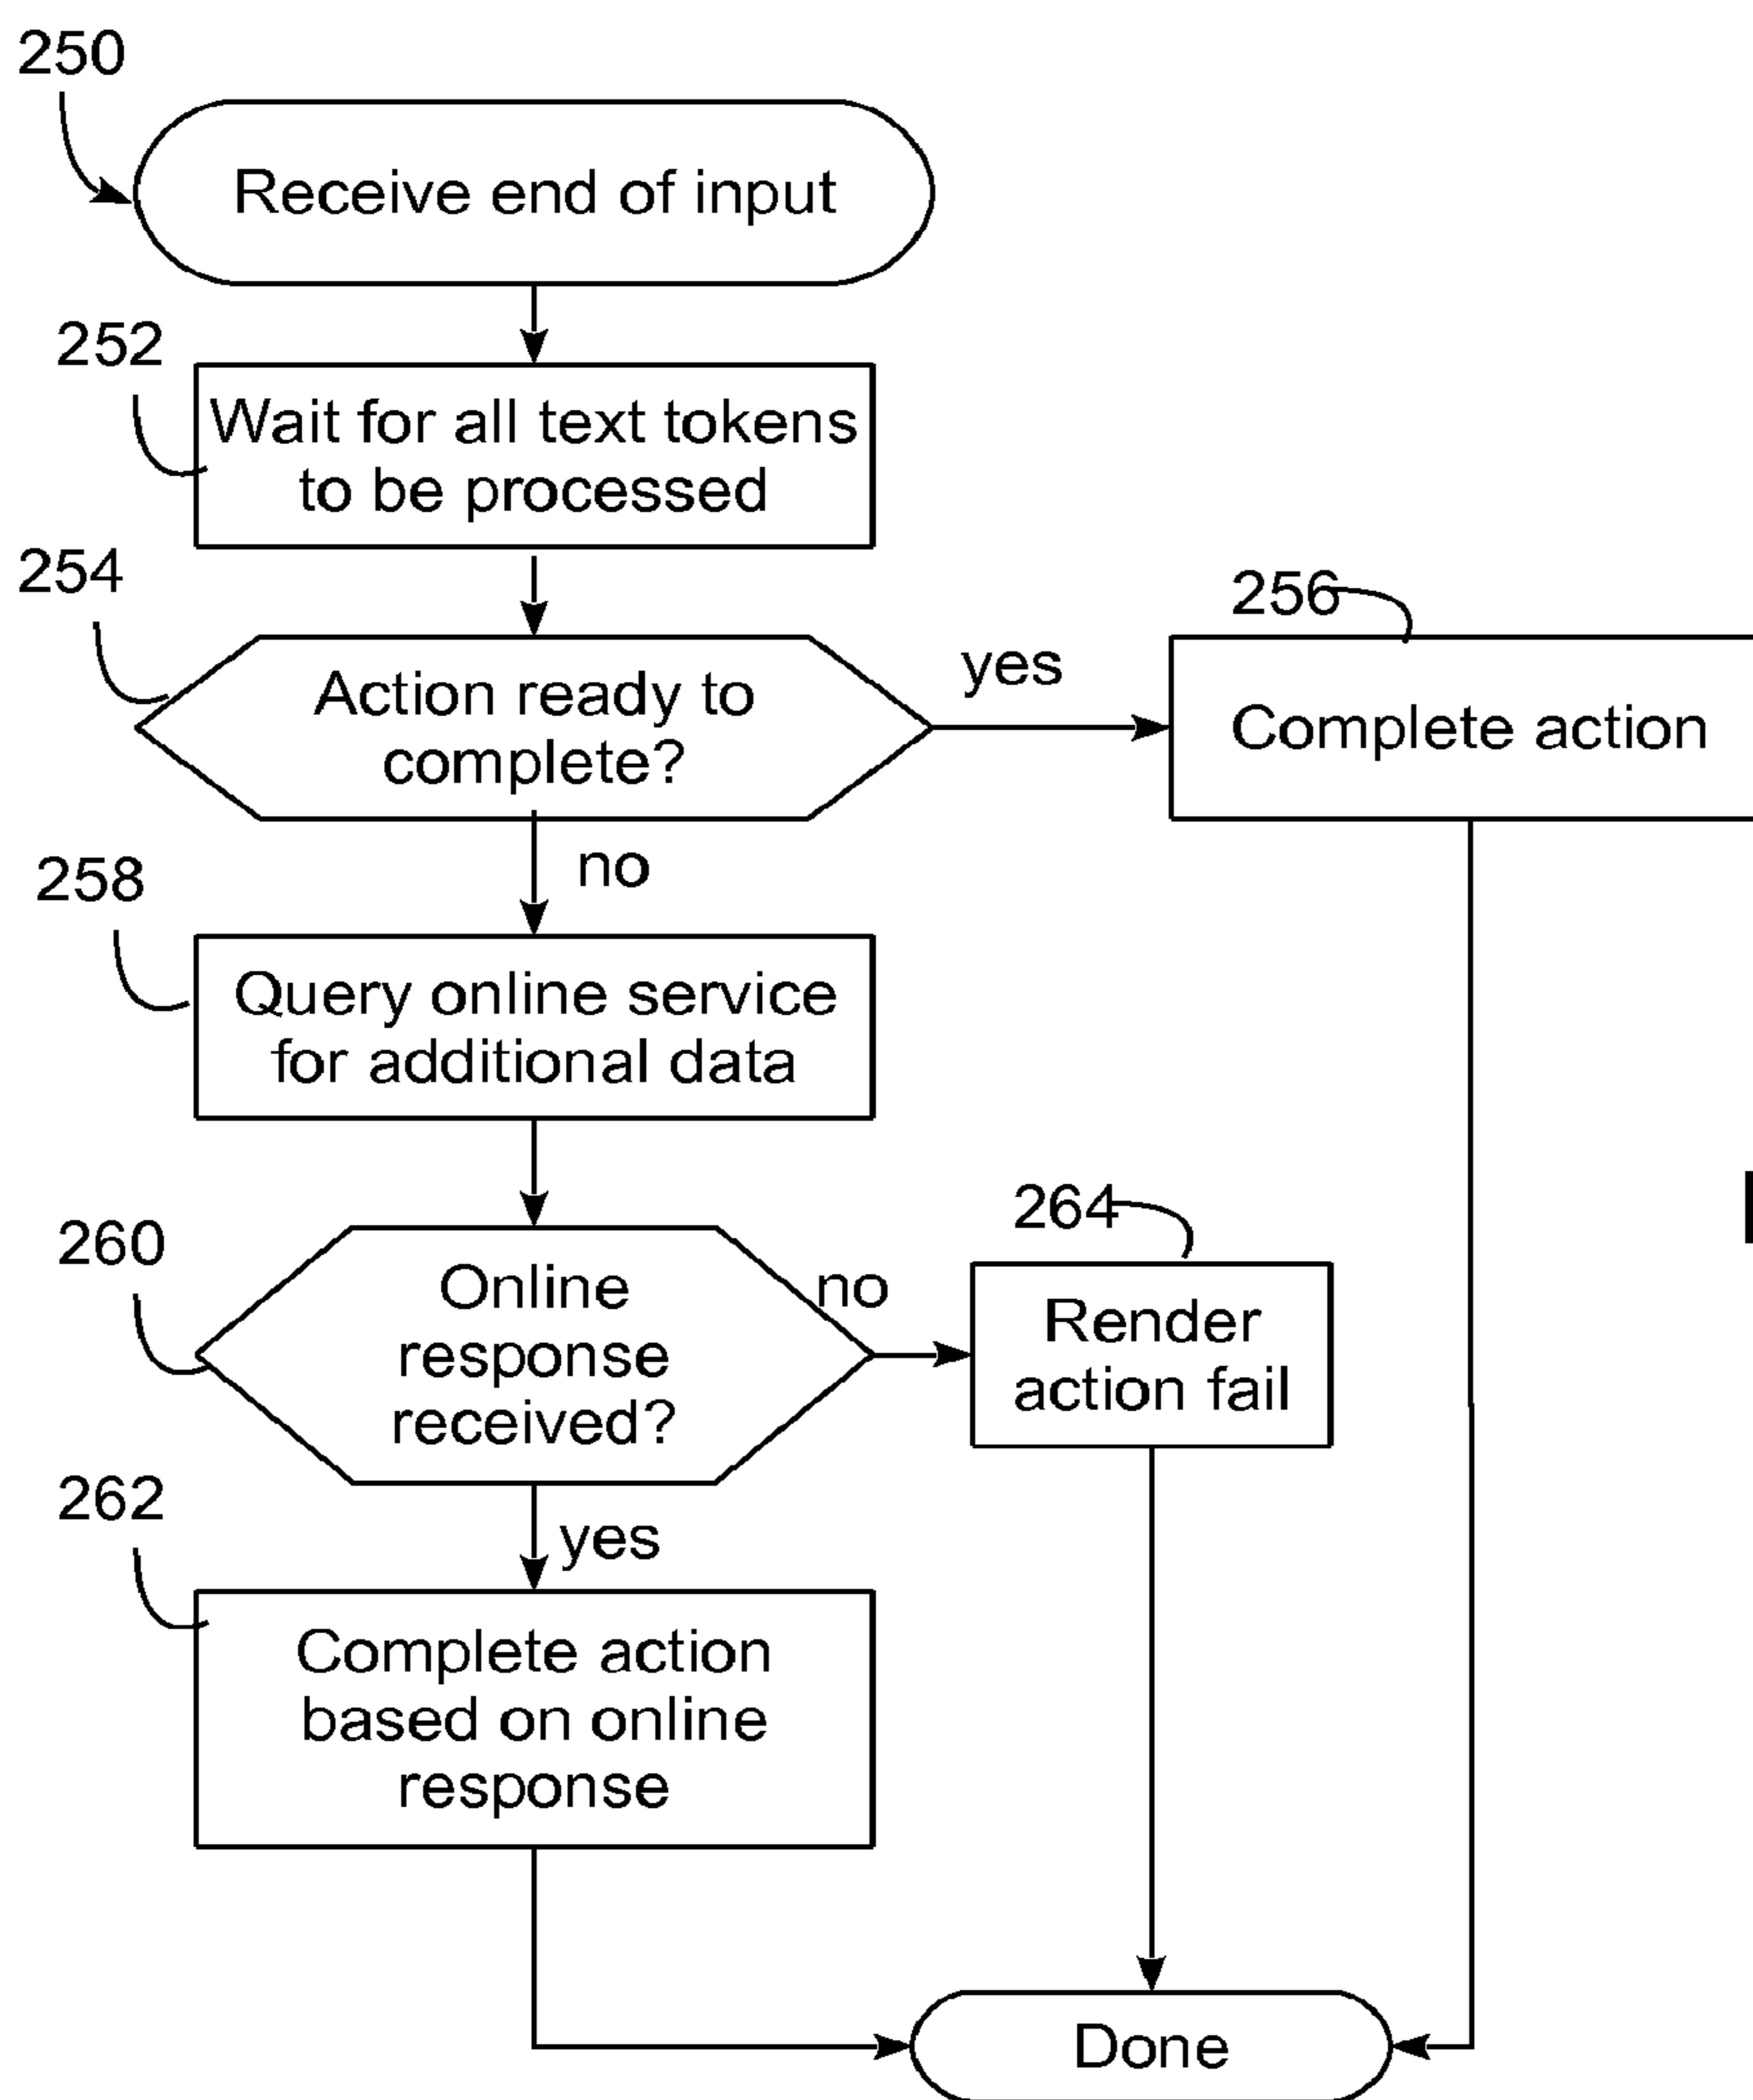 250
Receive end of input
252
Wait for all text tokens
to be processed
254
Action ready to
complete?
yes
256
Complete action
no
258
Query online service
for additional data
260
Online
response
received?
no
264
Render
action fail
262
yes
Complete action
based on online
response
Done